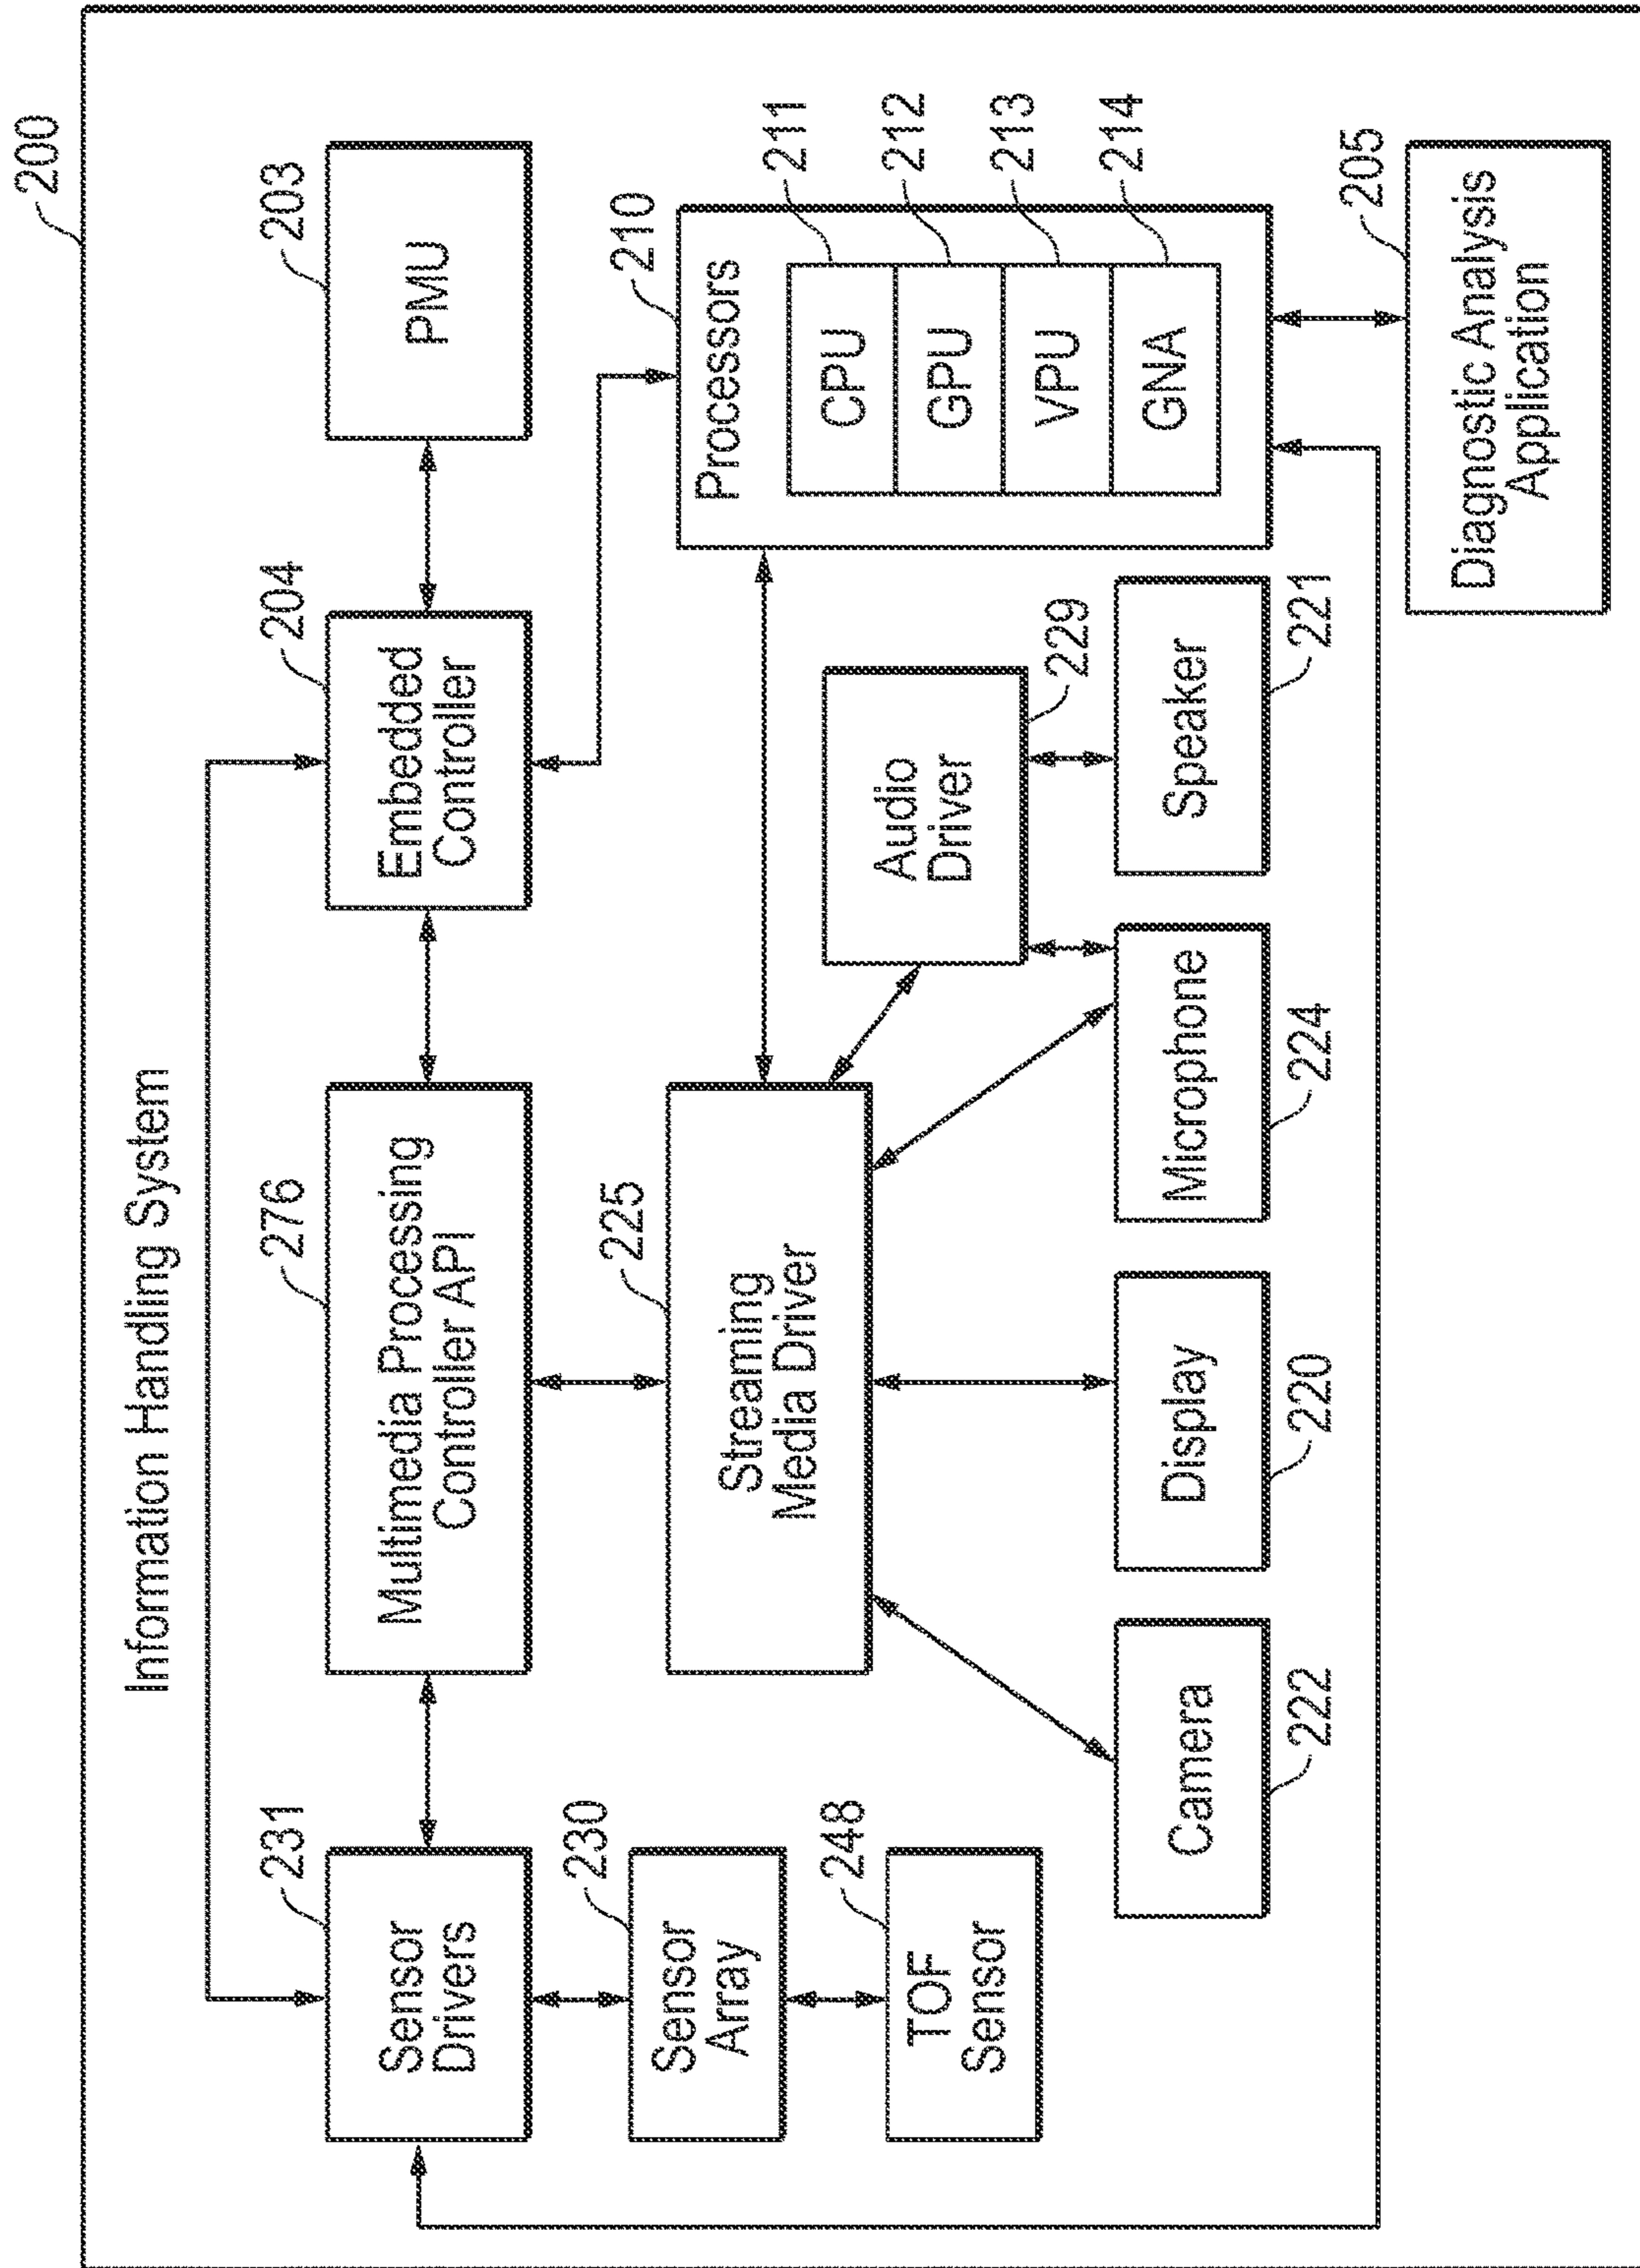 200
Information Handling System
231
Sensor
Drivers
276
Multimedia Processing
Controller API
204
Embedded
Controller
203
PMU
230
Sensor
Array
248
TOF
Sensor
225
Streaming
Media Driver
210
Processors
CPU
211
GPU
212
VPU
213
GNA
214
Audio
Driver
229
Camera
222
Display
220
Microphone
224
Speaker
221
205
Diagnostic Analysis
Application